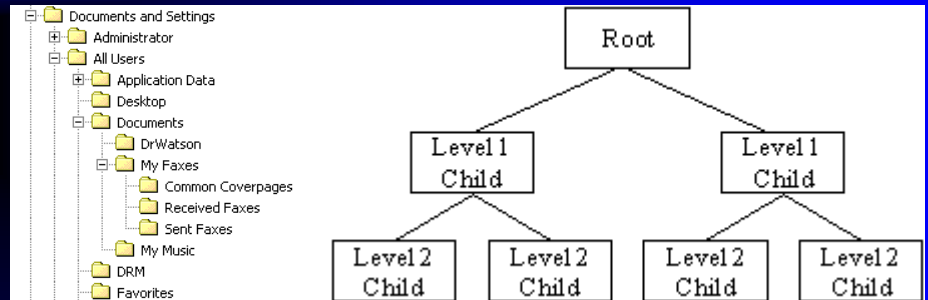 Documents and Settings
Administrator
All Users
Application Data
Desktop
Documents
DrWatson
My Faxes
Common Coverpages
Received Faxes
Sent Faxes
My Music
DRM
Favorites
Root
Level 1
Child
Level 1
Child
Level 2
Child
Level 2
Child
Level 2
Child
Level 2
Child